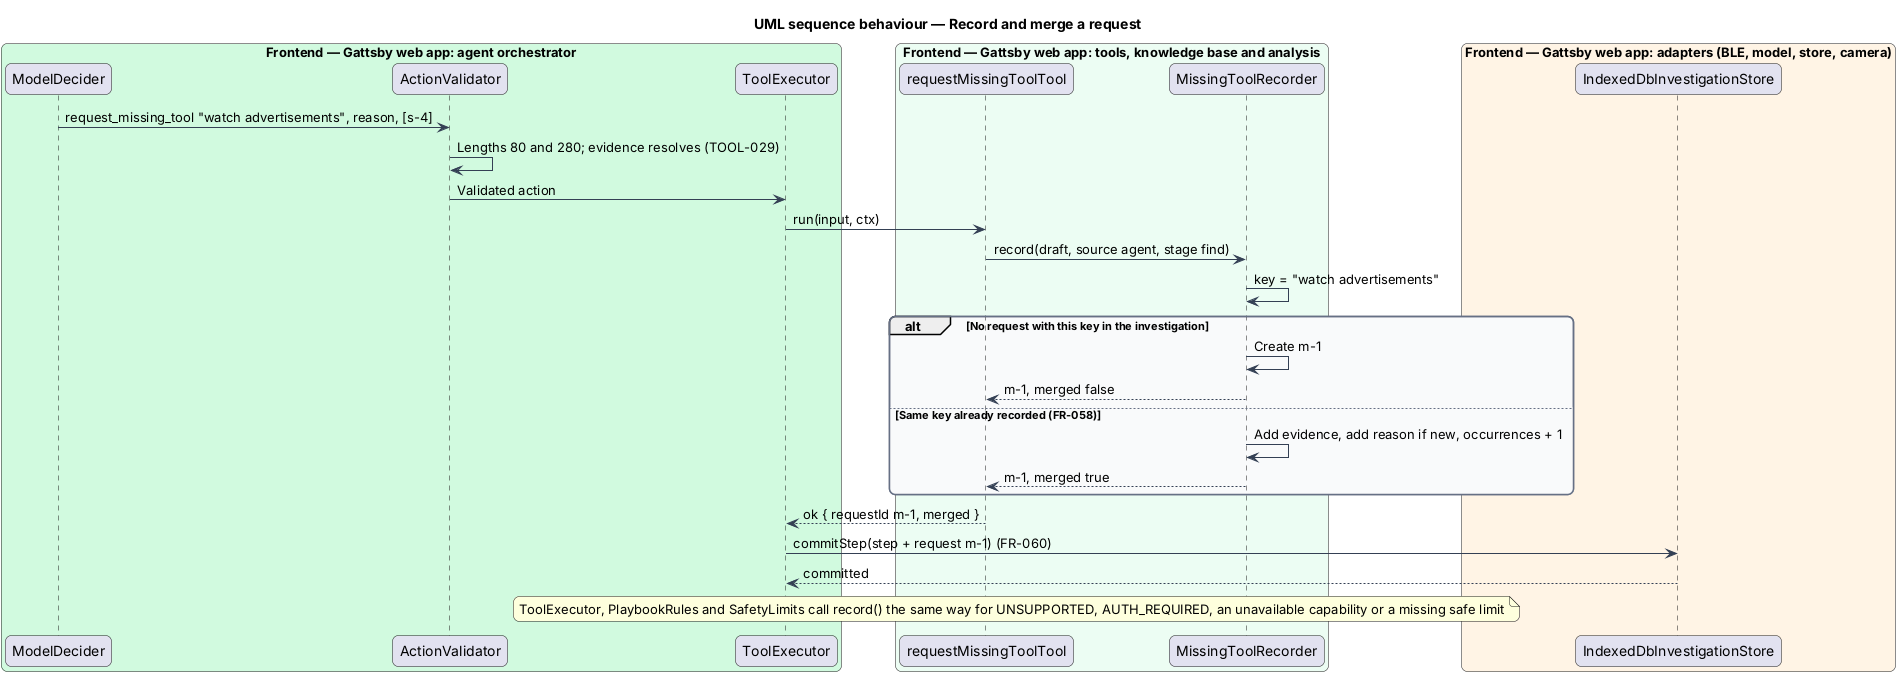 UML sequence behaviour — Record and merge a request
Frontend — Gattsby web app: agent orchestrator
Frontend — Gattsby web app: tools, knowledge base and analysis
Frontend — Gattsby web app: adapters (BLE, model, store, camera)
ModelDecider
ActionValidator
ToolExecutor
requestMissingToolTool
MissingToolRecorder
IndexedDbInvestigationStore
request_missing_tool "watch advertisements", reason, [s-4]
Lengths 80 and 280; evidence resolves (TOOL-029)
Validated action
run(input, ctx)
record(draft, source agent, stage find)
key = "watch advertisements"
alt
[No request with this key in the investigation]
Create m-1
m-1, merged false
[Same key already recorded (FR-058)]
Add evidence, add reason if new, occurrences + 1
m-1, merged true
ok { requestId m-1, merged }
commitStep(step + request m-1) (FR-060)
committed
ToolExecutor, PlaybookRules and SafetyLimits call record() the same way for UNSUPPORTED, AUTH_REQUIRED, an unavailable capability or a missing safe limit
ModelDecider
ActionValidator
ToolExecutor
requestMissingToolTool
MissingToolRecorder
IndexedDbInvestigationStore